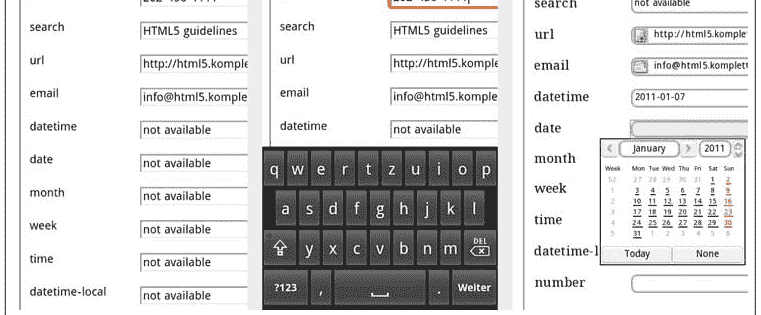 search HTML5 guidelines
url http://html5.komple
email info@html5.komple
datetime not available
date not available
month not available
week not available
time not available
datetime-local not available
search HTML5 guidelines
url http://html5.komple
email info@html5.komple
datetime not available
q w e r t z u i o p
a s d f g h j k l
y x c v b n m DEL
?123 , . Weiter
search not available
url http://html5.komplet
email info@html5.komplet
datetime 2011-01-07
date
January 2011
month
Week Mon Tue Wed Thu Fri Sat Sun
52 27 28 29 30 31 1 2
week
1 3 4 5 6 7 8 9
2 10 11 12 13 14 15 16
time
3 17 18 19 20 21 22 23
4 24 25 26 27 28 29 30
5 31 1 2 3 4 5 6
datetime-l
Today None
number